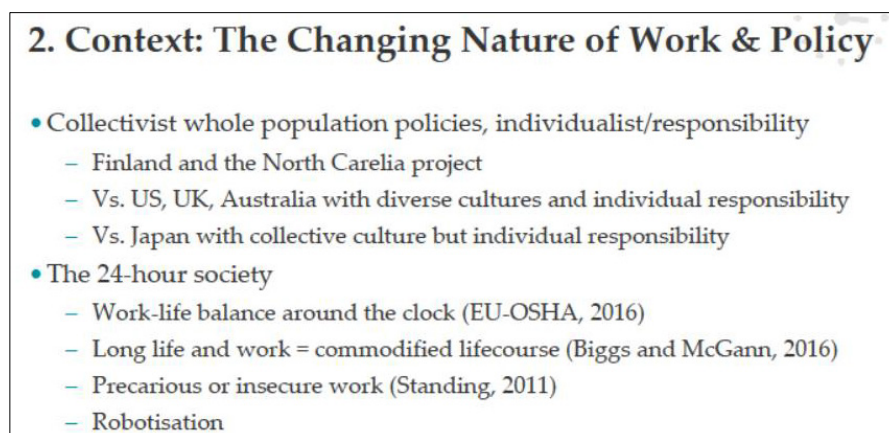 2. Context: The Changing Nature of Work & Policy
• Collectivist whole population policies, individualist/responsibility
– Finland and the North Carelia project
– Vs. US, UK, Australia with diverse cultures and individual responsibility
– Vs. Japan with collective culture but individual responsibility
• The 24-hour society
– Work-life balance around the clock (EU-OSHA, 2016)
– Long life and work = commodified lifecourse (Biggs and McGann, 2016)
– Precarious or insecure work (Standing, 2011)
– Robotisation